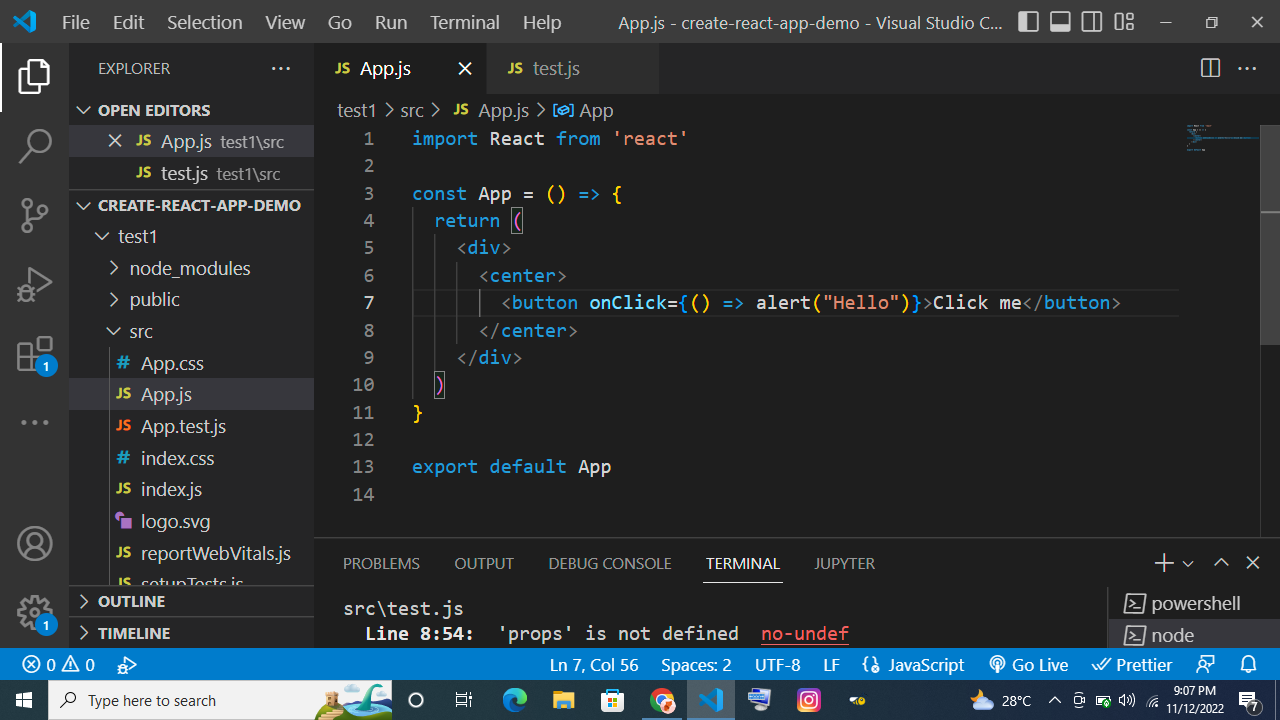 File Edit Selection View Go Run Terminal Help App.js - create-react-app-demo - Visual Studio C...
EXPLORER
OPEN EDITORS
App.js test1\src
test.js test1\src
CREATE-REACT-APP-DEMO
test1
node_modules
public
src
# App.css
JS App.js
JS App.test.js
# index.css
JS index.js
logo.svg
JS reportWebVitals.js
JS setupTests.js
OUTLINE
TIMELINE
1
1
JS App.js JS test.js
test1 > src > JS App.js > App
1 import React from 'react'
2
3 const App = () => {
4 return (
5 <div>
6 <center>
7 <button onClick={() => alert("Hello")}>Click me</button>
8 </center>
9 </div>
10 )
11 }
12
13 export default App
14
PROBLEMS OUTPUT DEBUG CONSOLE TERMINAL JUPYTER
src\test.js
Line 8:54: 'props' is not defined no-undef
powershell
node
0 0 Ln 7, Col 56 Spaces: 2 UTF-8 LF {} JavaScript Go Live Prettier
Type here to search 28°C 9:07 PM
11/12/2022
7